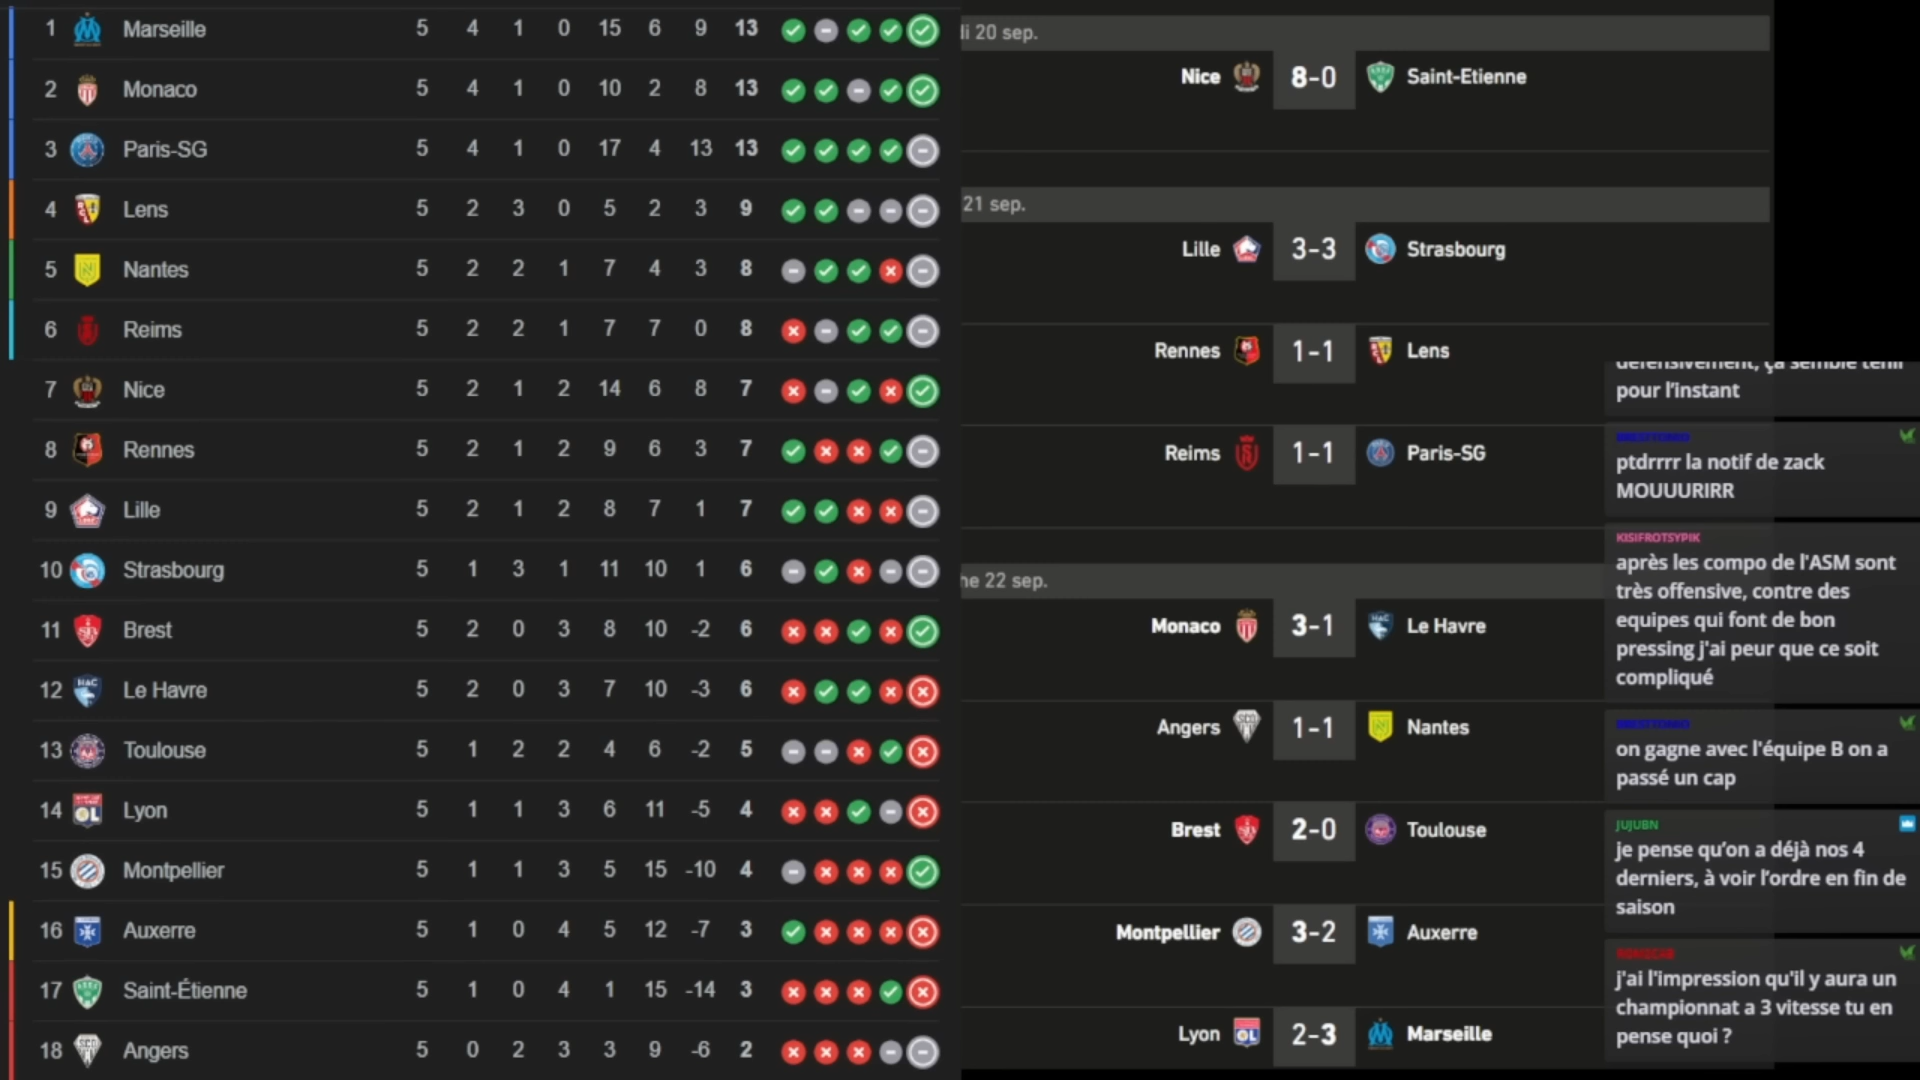 1 Marseille 5 4 1 0 15 6 9 13
2 Monaco 5 4 1 0 10 2 8 13
3 Paris-SG 5 4 1 0 17 4 13 13
4 Lens 5 2 3 0 5 2 3 9
5 Nantes 5 2 2 1 7 4 3 8
6 Reims 5 2 2 1 7 7 0 8
7 Nice 5 2 1 2 14 6 8 7
8 Rennes 5 2 1 2 9 6 3 7
9 Lille 5 2 1 2 8 7 1 7
10 Strasbourg 5 1 3 1 11 10 1 6
11 Brest 5 2 0 3 8 10 -2 6
12 Le Havre 5 2 0 3 7 10 -3 6
13 Toulouse 5 1 2 2 4 6 -2 5
14 Lyon 5 1 1 3 6 11 -5 4
15 Montpellier 5 1 1 3 5 15 -10 4
16 Auxerre 5 1 0 4 5 12 -7 3
17 Saint-Étienne 5 1 0 4 1 15 -14 3
18 Angers 5 0 2 3 3 9 -6 2
di 20 sep.
Nice 8-0 Saint-Etienne
21 sep.
Lille 3-3 Strasbourg
Rennes 1-1 Lens
Reims 1-1 Paris-SG
he 22 sep.
Monaco 3-1 Le Havre
Angers 1-1 Nantes
Brest 2-0 Toulouse
Montpellier 3-2 Auxerre
Lyon 2-3 Marseille
défensivement, ça semble tenir
pour l'instant
ptdrrrr la notif de zack
MOUUURIRR
KISIFROTSYPIK
après les compo de l'ASM sont
très offensive, contre des
equipes qui font de bon
pressing j'ai peur que ce soit
compliqué
on gagne avec l'équipe B on a
passé un cap
JUJUBN
je pense qu'on a déjà nos 4
derniers, à voir l'ordre en fin de
saison
j'ai l'impression qu'il y aura un
championnat a 3 vitesse tu en
pense quoi ?